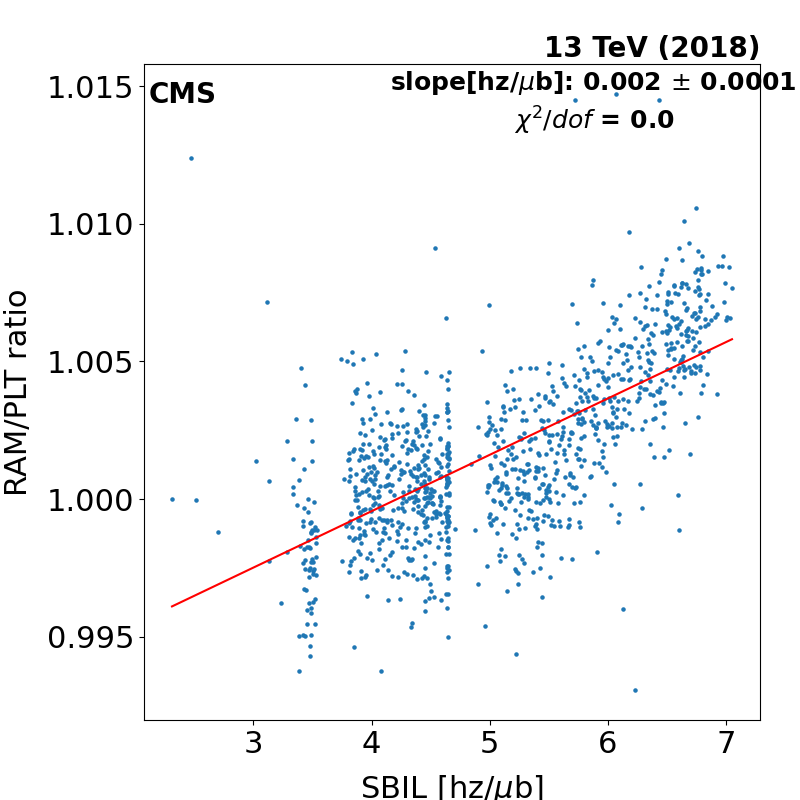 13 TeV (2018)
CMS
slope[hz/μb]: 0.002 ± 0.0001
χ²/dof = 0.0
1.015
1.010
1.005
1.000
0.995
RAM/PLT ratio
3 4 5 6 7
SBIL [hz/μb]